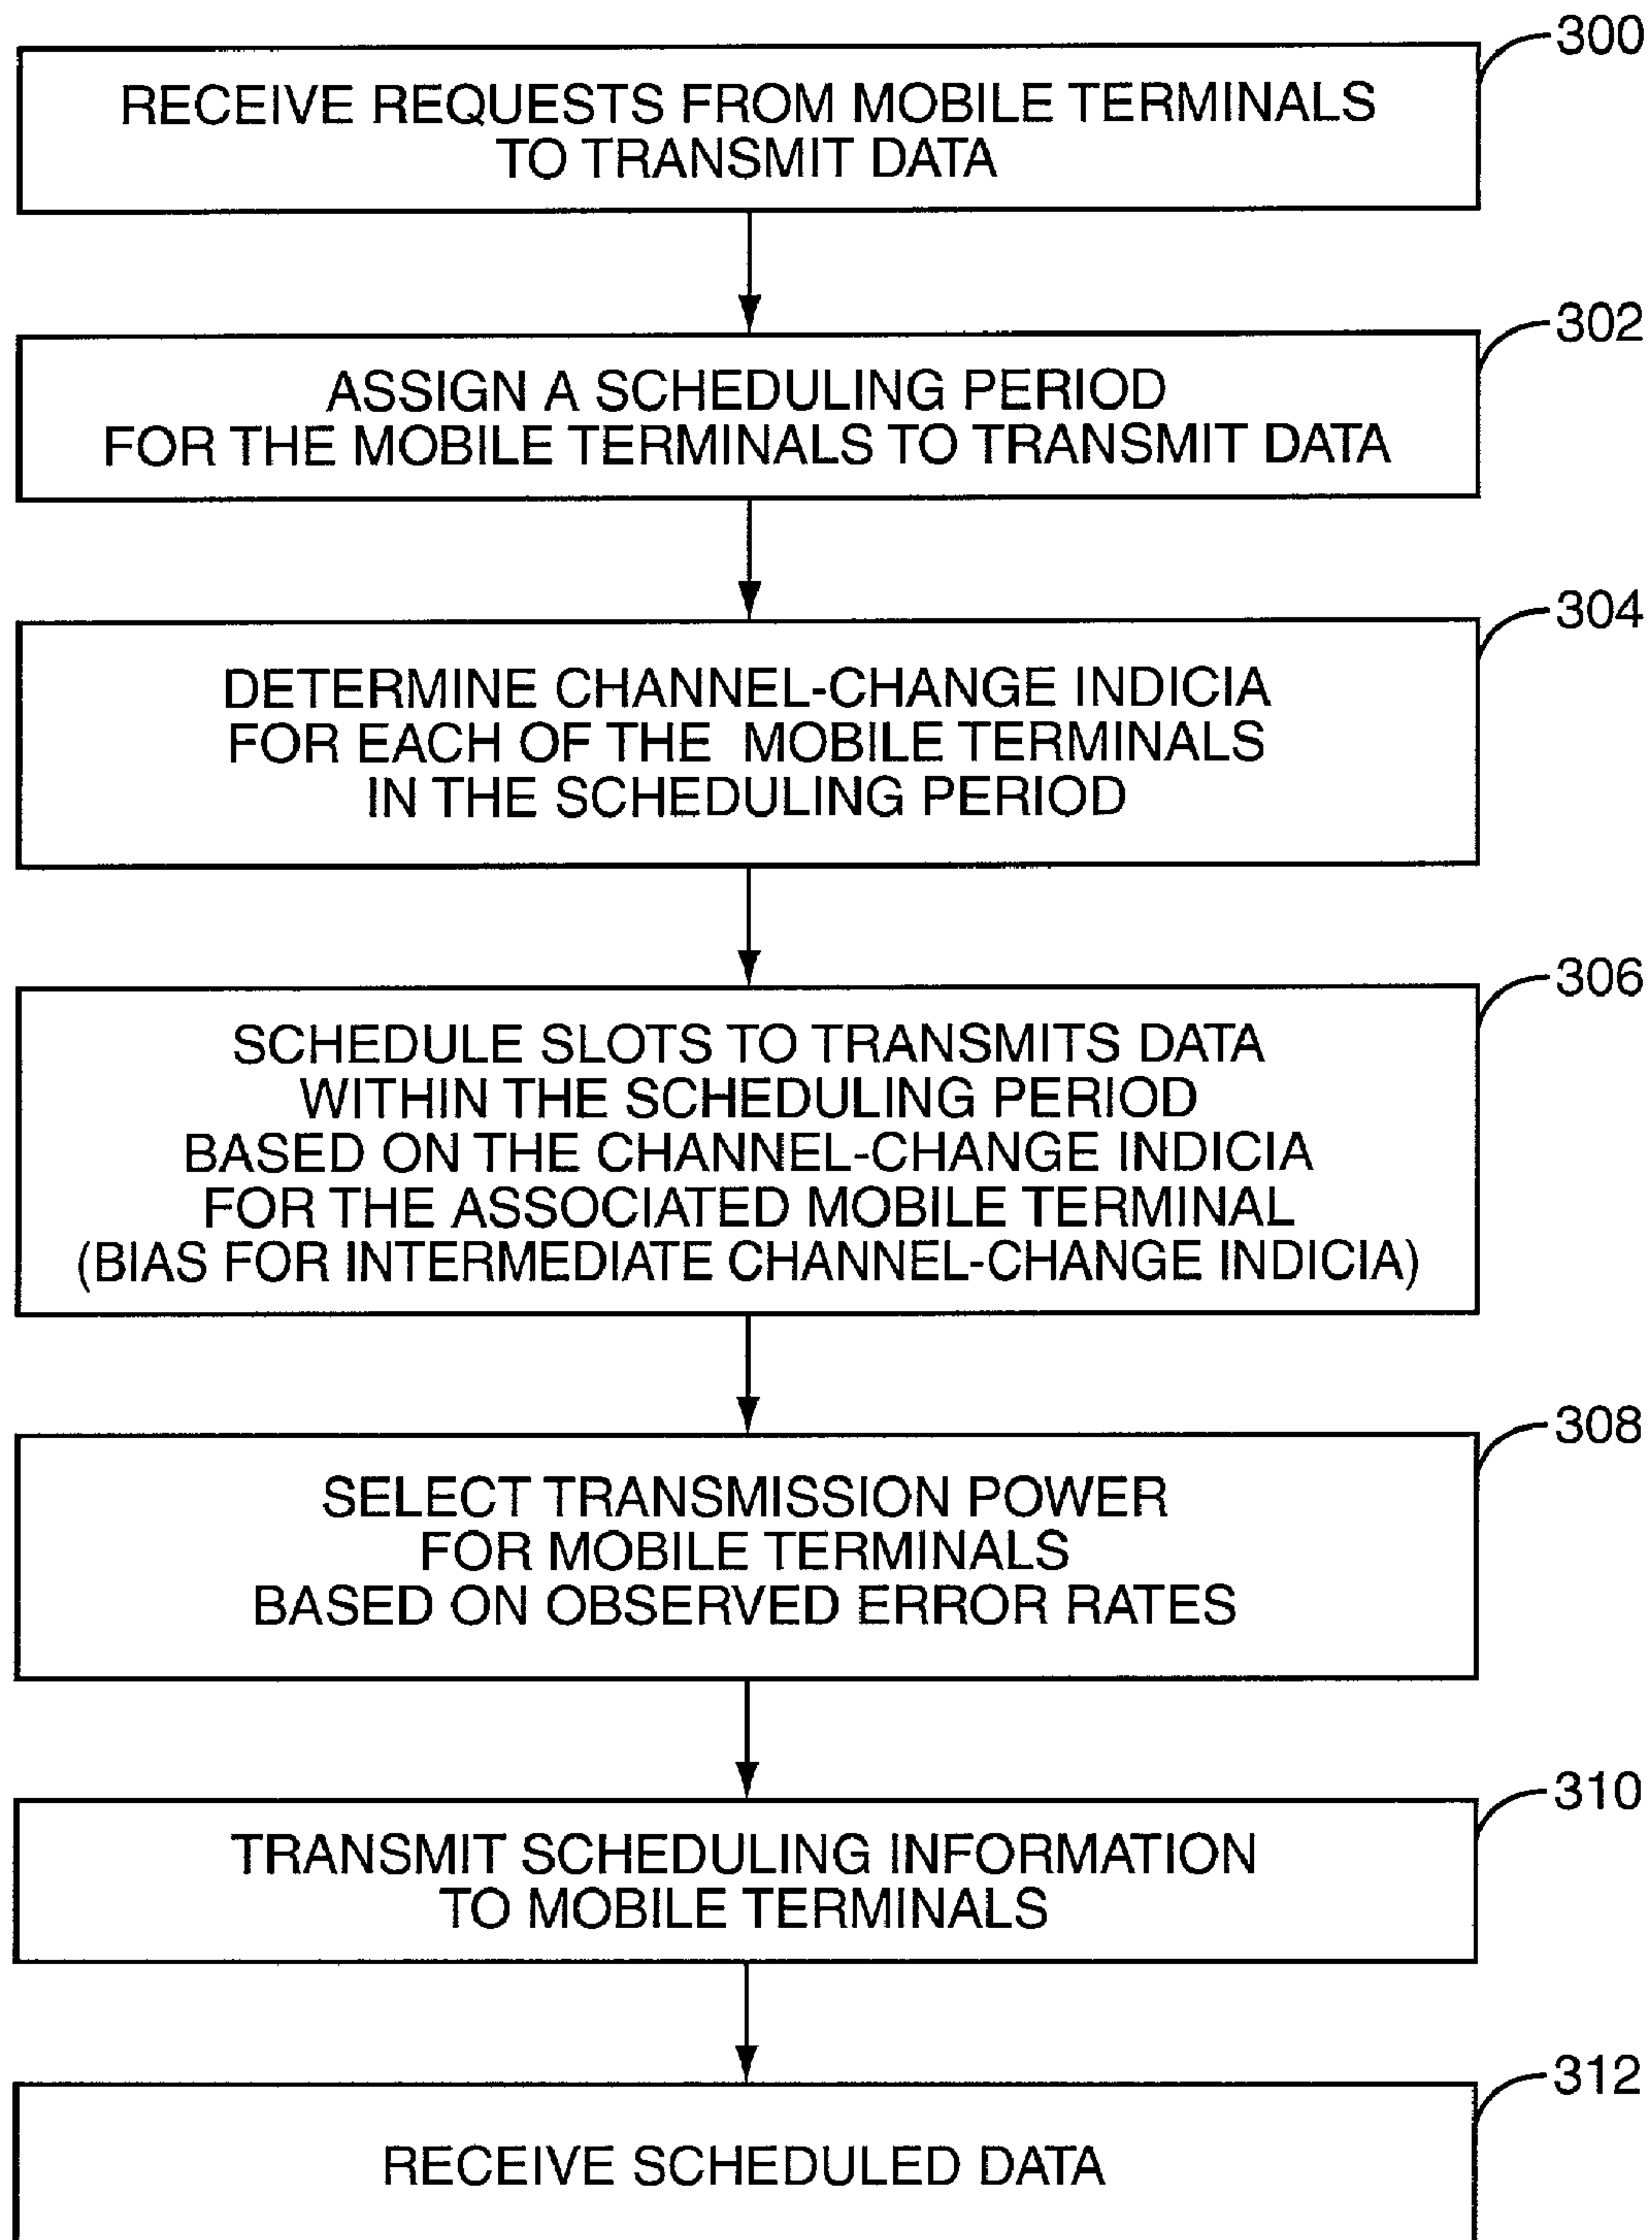 300
RECEIVE REQUESTS FROM MOBILE TERMINALS
TO TRANSMIT DATA
302
ASSIGN A SCHEDULING PERIOD
FOR THE MOBILE TERMINALS TO TRANSMIT DATA
304
DETERMINE CHANNEL-CHANGE INDICIA
FOR EACH OF THE MOBILE TERMINALS
IN THE SCHEDULING PERIOD
306
SCHEDULE SLOTS TO TRANSMITS DATA
WITHIN THE SCHEDULING PERIOD
BASED ON THE CHANNEL-CHANGE INDICIA
FOR THE ASSOCIATED MOBILE TERMINAL
(BIAS FOR INTERMEDIATE CHANNEL-CHANGE INDICIA)
308
SELECT TRANSMISSION POWER
FOR MOBILE TERMINALS
BASED ON OBSERVED ERROR RATES
310
TRANSMIT SCHEDULING INFORMATION
TO MOBILE TERMINALS
312
RECEIVE SCHEDULED DATA